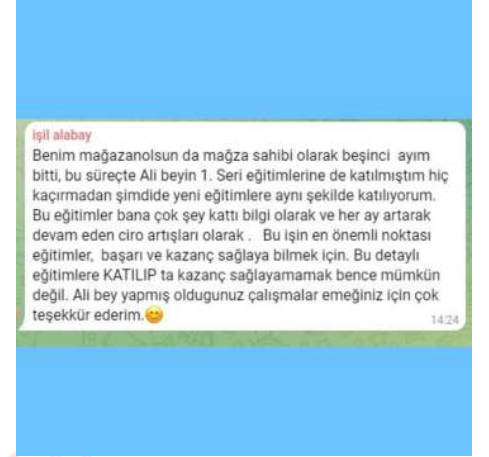 işil alabay
Benim mağazanolsun da mağza sahibi olarak beşinci ayım
bitti, bu süreçte Ali beyin 1. Seri eğitimlerine de katılmıştım hiç
kaçırmadan şimdide yeni eğitimlere aynı şekilde katılıyorum.
Bu eğitimler bana çok şey kattı bilgi olarak ve her ay artarak
devam eden ciro artışları olarak . Bu işin en önemli noktası
eğitimler, başarı ve kazanç sağlaya bilmek için. Bu detaylı
eğitimlere KATILIP ta kazanç sağlayamamak bence mümkün
değil. Ali bey yapmış oldugunuz çalışmalar emeğiniz için çok
teşekkür ederim.😊
14:24